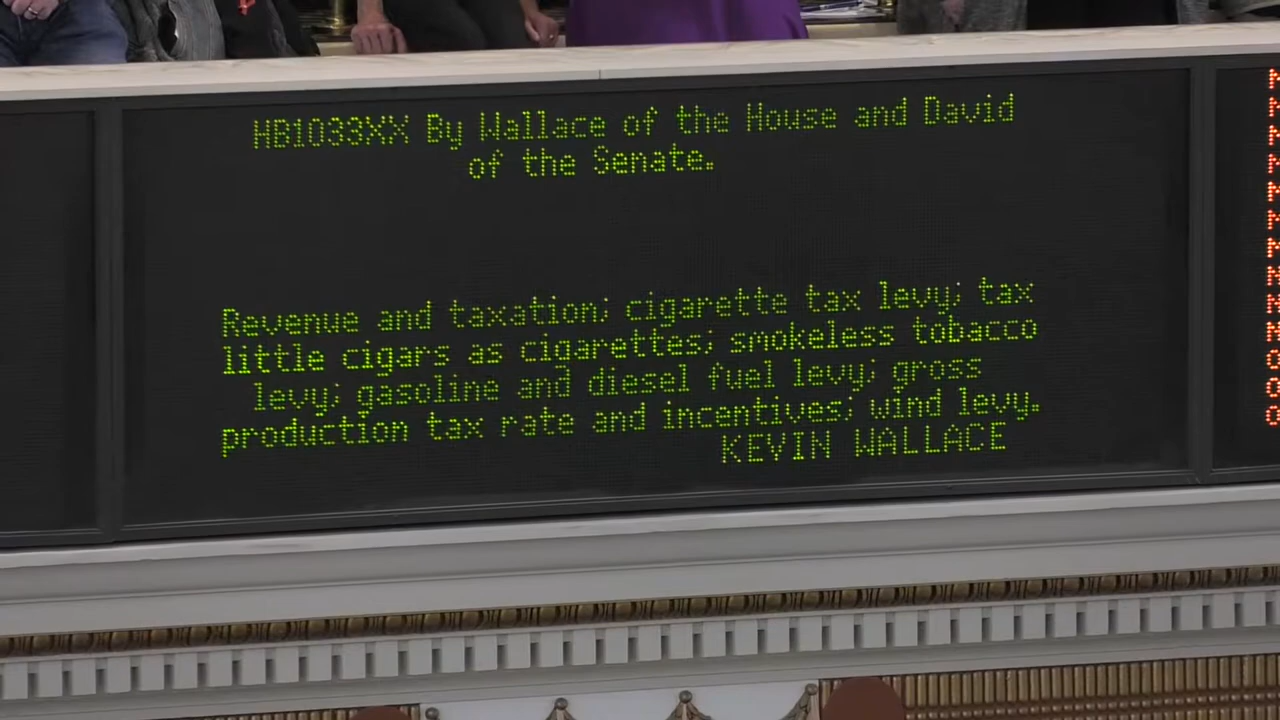 HB1033XX By Wallace of the House and David
of the Senate.
Revenue and taxation; cigarette tax levy; tax
little cigars as cigarettes; smokeless tobacco
levy; gasoline and diesel fuel levy; gross
production tax rate and incentives; wind levy.
KEVIN WALLACE
M
M
M
M
M
M
M
M
M
O
O
O